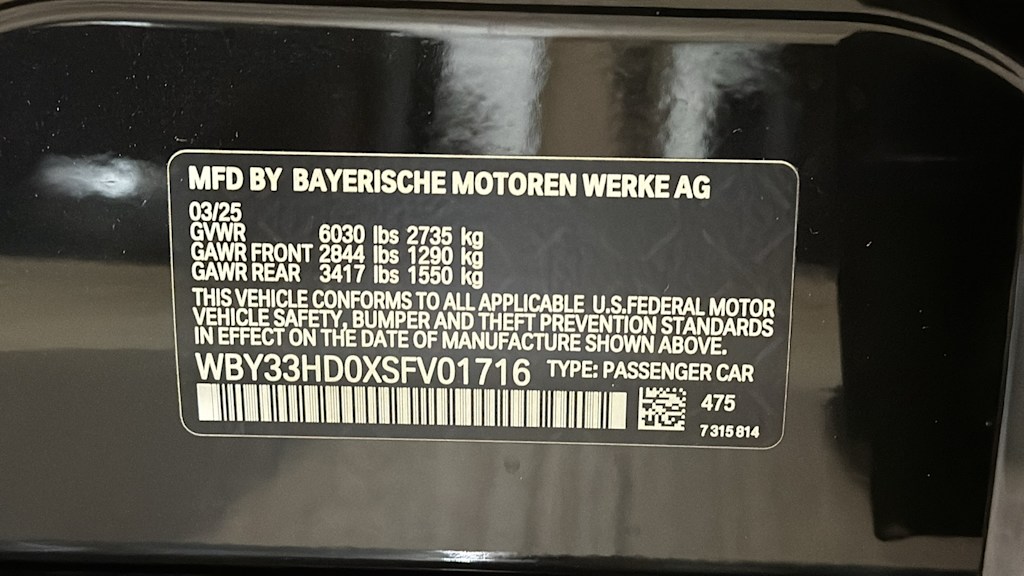 MFD BY BAYERISCHE MOTOREN WERKE AG
03/25
GVWR 6030 lbs 2735 kg
GAWR FRONT 2844 lbs 1290 kg
GAWR REAR 3417 lbs 1550 kg
THIS VEHICLE CONFORMS TO ALL APPLICABLE U.S.FEDERAL MOTOR
VEHICLE SAFETY, BUMPER AND THEFT PREVENTION STANDARDS
IN EFFECT ON THE DATE OF MANUFACTURE SHOWN ABOVE.
WBY33HD0XSFV01716 TYPE: PASSENGER CAR
475
7 315 814